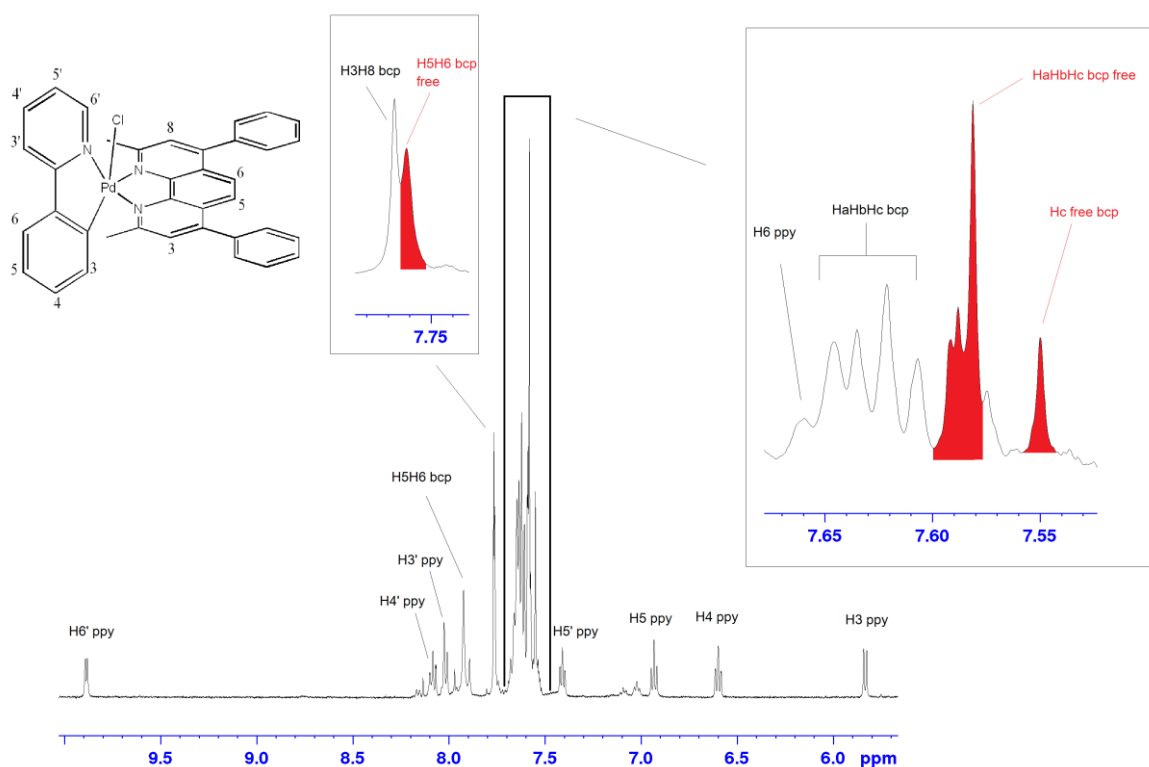 5'
4'
6'
Cl
3'
N
8
Pd
N
N
6
5
6
5
3
4
3
H3H8 bcp
H5H6 bcp
free
7.75
HaHbHc bcp free
HaHbHc bcp
Hc free bcp
H6 ppy
7.65
7.60
7.55
H5H6 bcp
H3' ppy
H4' ppy
H6' ppy
H5' ppy
H5 ppy
H4 ppy
H3 ppy
9.5
9.0
8.5
8.0
7.5
7.0
6.5
6.0
ppm